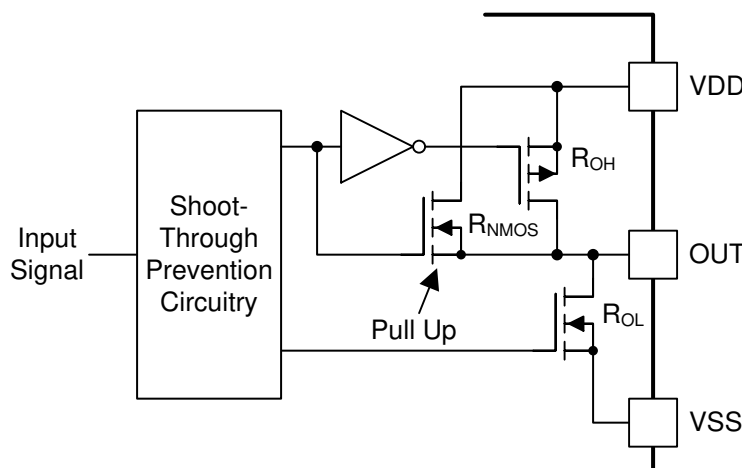 VDD
ROH
Shoot-
Through
Prevention
Circuitry
Input
Signal
RNMOS
OUT
Pull Up
ROL
VSS